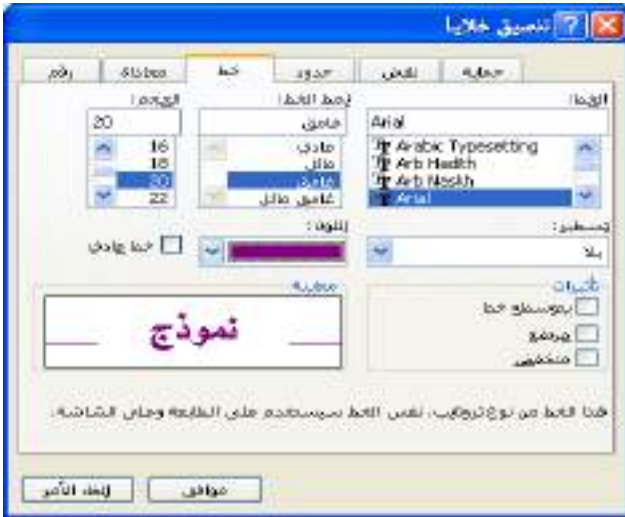 تنسيق خلايا
رقم محاذاة خط حدود نقش حماية
الخط: نمط الخط: الحجم:
Arial غامق 20
Arabic Typesetting عادي 16
Arb Hadith مائل 18
Arb Naskh غامق 20
Arial غامق مائل 22
تسطير: اللون:
بلا خط عادي
تأثيرات معاينة
يتوسطه خط
مرتفع
منخفض
نموذج
هذا الخط من نوع تروتايب. نفس الخط سيستخدم على الطابعة وعلى الشاشة.
موافق إلغاء الأمر